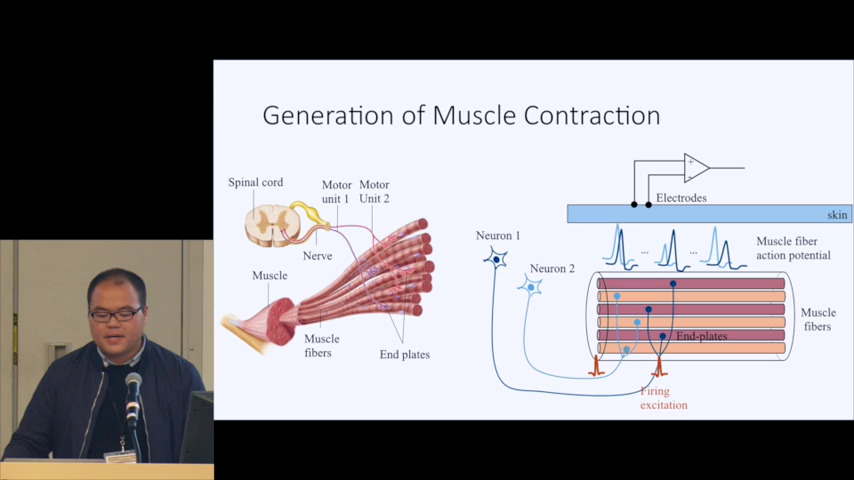 Generation of Muscle Contraction
Spinal cord
Motor
unit 1
Motor
Unit 2
Nerve
Muscle
Muscle
fibers
End plates
Electrodes
skin
Neuron 1
Neuron 2
Muscle fiber
action potential
... ...
Muscle
fibers
End-plates
Firing
excitation
+
-